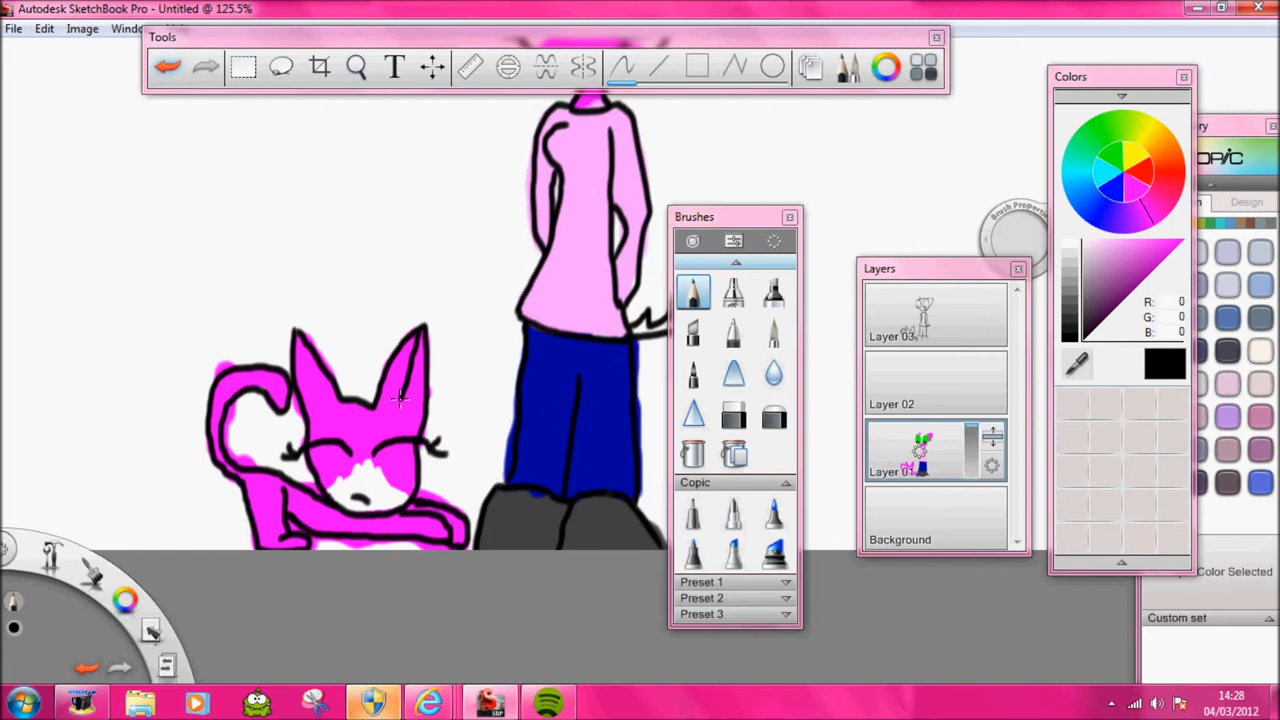 Autodesk SketchBook Pro - Untitled @ 125.5%
File Edit Image
Tools
T
Colors
Brush
Brushes
Layers
Design
Layer 03
Layer 02
R: 0
G: 0
B: 0
Layer 01
Copic
Background
Color Selected
Preset 1
Preset 2
Preset 3
Custom set
SBP
14:28
04/03/2012